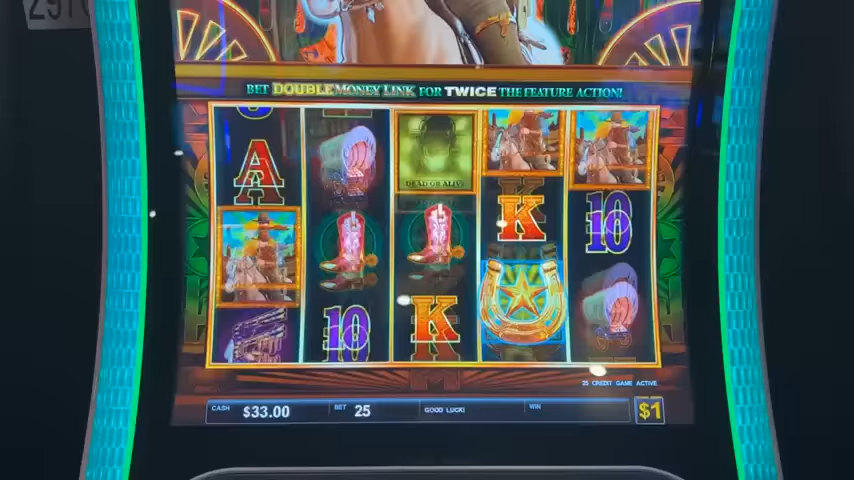 BET DOUBLE MONEY LINK FOR TWICE THE FEATURE ACTION!
A
DEAD OR ALIVE
K
10
10
K
25 CREDIT GAME ACTIVE
CASH $33.00 BET 25 GOOD LUCK! WIN $1